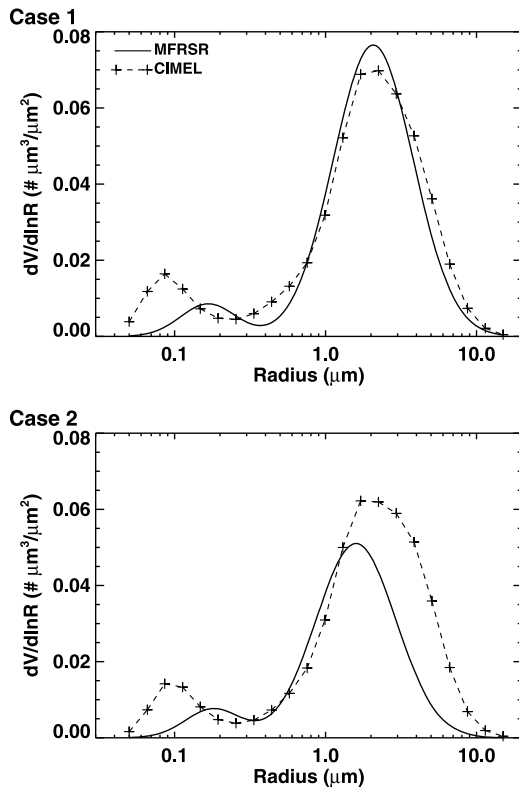 Case 1
0.08
0.06
0.04
0.02
0.00
dV/dlnR (# μm³/μm²)
MFRSR
CIMEL
0.1
1.0
10.0
Radius (μm)
Case 2
0.08
0.06
0.04
0.02
0.00
dV/dlnR (# μm³/μm²)
0.1
1.0
10.0
Radius (μm)